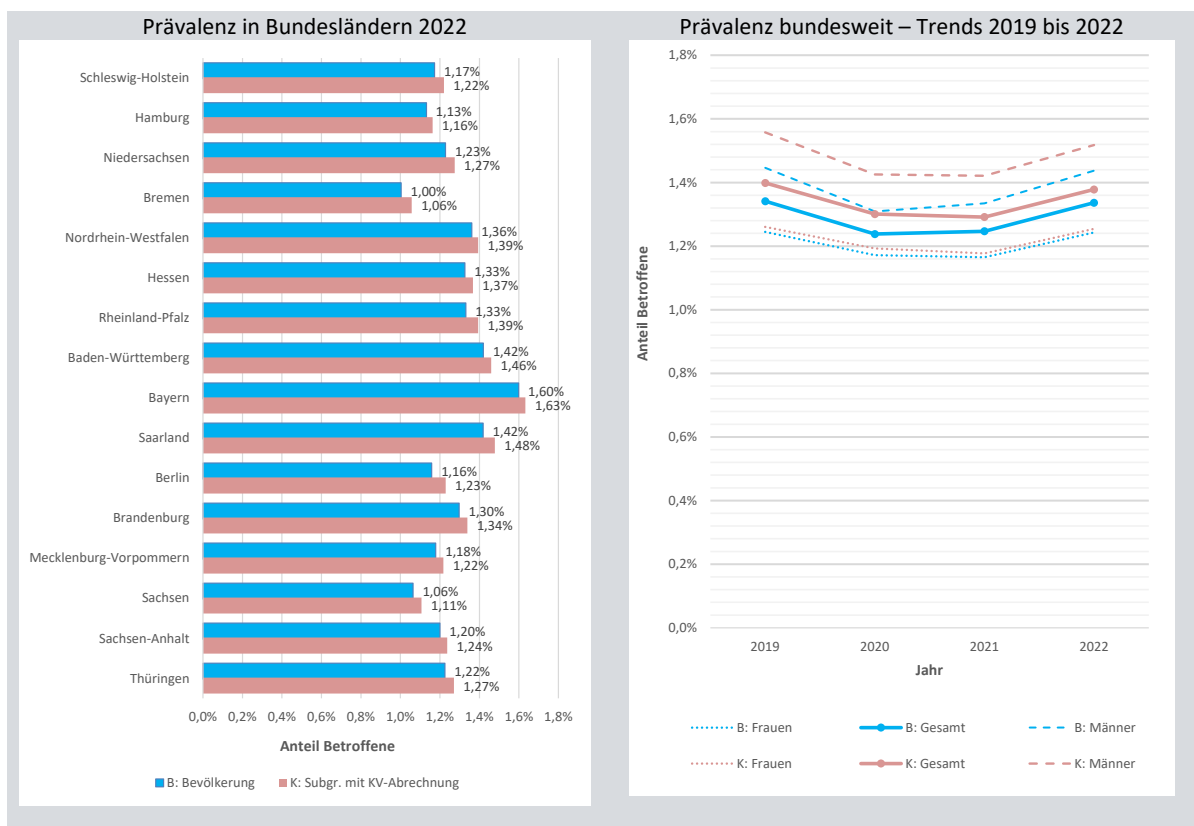 Prävalenz in Bundesländern 2022
Schleswig-Holstein
1,17%
1,22%
Hamburg
1,13%
1,16%
Niedersachsen
1,23%
1,27%
Bremen
1,00%
1,06%
Nordrhein-Westfalen
1,36%
1,39%
Hessen
1,33%
1,37%
Rheinland-Pfalz
1,33%
1,39%
Baden-Württemberg
1,42%
1,46%
Bayern
1,60%
1,63%
Saarland
1,42%
1,48%
Berlin
1,16%
1,23%
Brandenburg
1,30%
1,34%
Mecklenburg-Vorpommern
1,18%
1,22%
Sachsen
1,06%
1,11%
Sachsen-Anhalt
1,20%
1,24%
Thüringen
1,22%
1,27%
0,0% 0,2% 0,4% 0,6% 0,8% 1,0% 1,2% 1,4% 1,6% 1,8%
Anteil Betroffene
B: Bevölkerung K: Subgr. mit KV-Abrechnung
Prävalenz bundesweit – Trends 2019 bis 2022
1,8%
1,6%
1,4%
1,2%
1,0%
0,8%
0,6%
0,4%
0,2%
0,0%
Anteil Betroffene
2019 2020 2021 2022
Jahr
B: Frauen B: Gesamt B: Männer
K: Frauen K: Gesamt K: Männer